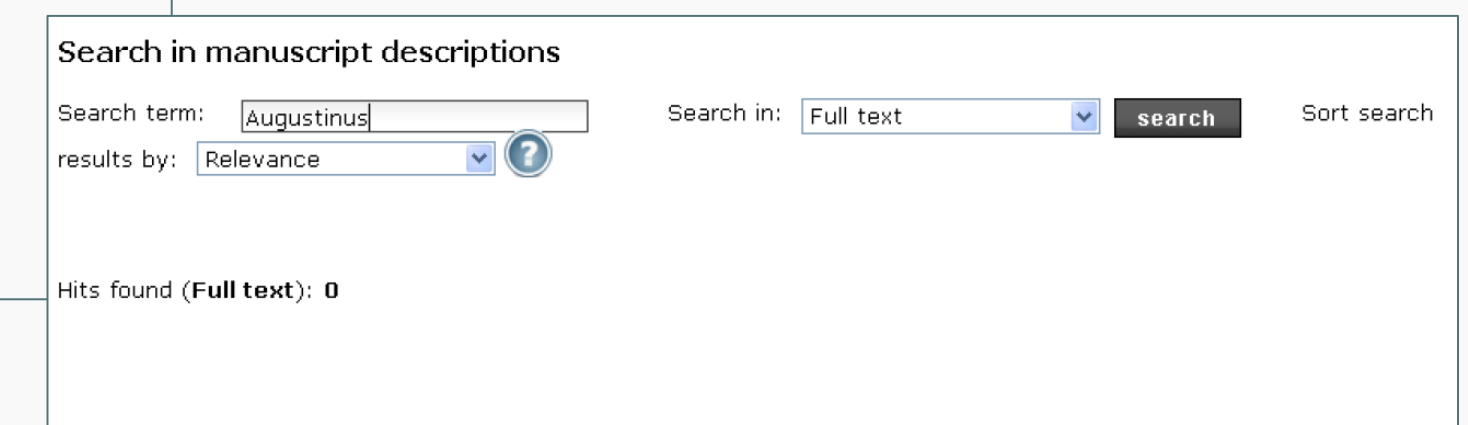 Search in manuscript descriptions
Search term: Augustinus Search in: Full text search Sort search
results by: Relevance ?
Hits found (Full text): 0